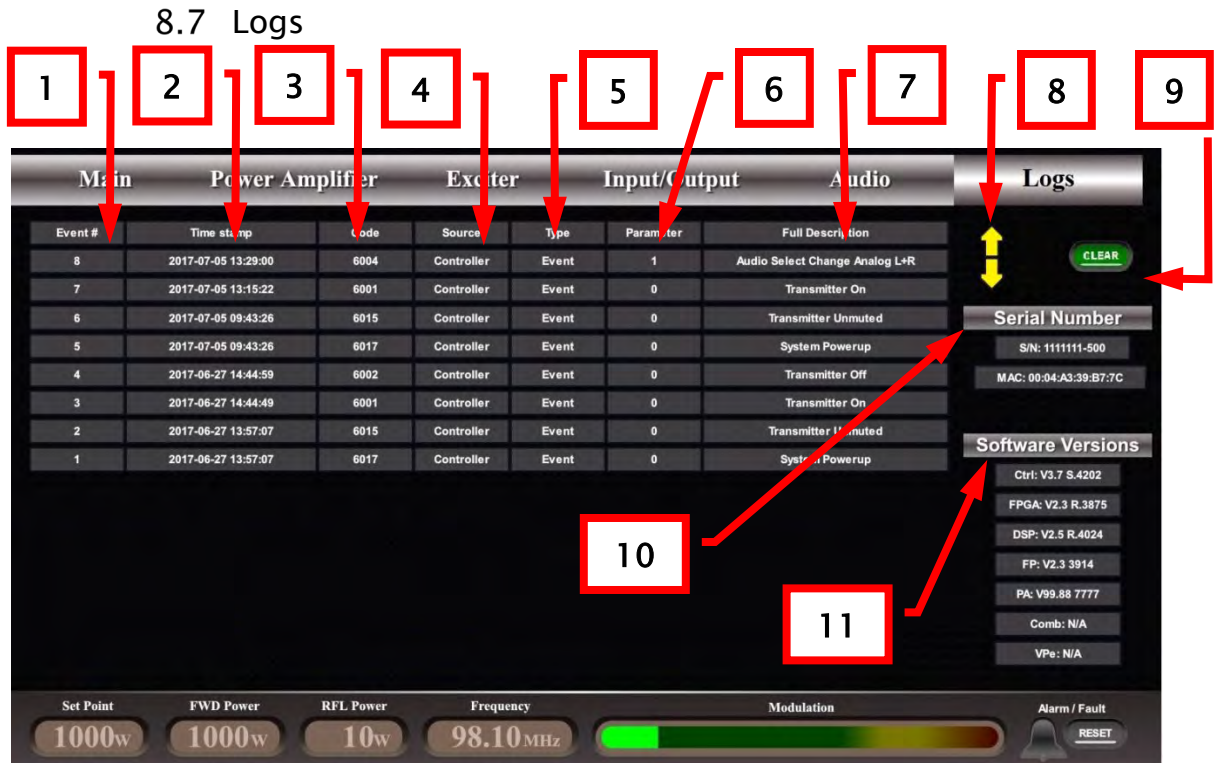 8.7 Logs
1 2 3 4 5 6 7 8 9
Main Power Amplifier Exciter Input/Output Audio Logs
Event # Time stamp Code Source Type Parameter Full Description
8 2017-07-05 13:29:00 6004 Controller Event 1 Audio Select Change Analog L+R
CLEAR
7 2017-07-05 13:15:22 6001 Controller Event 0 Transmitter On
6 2017-07-05 09:43:26 6015 Controller Event 0 Transmitter Unmuted
Serial Number
5 2017-07-05 09:43:26 6017 Controller Event 0 System Powerup
S/N: 1111111-500
4 2017-06-27 14:44:59 6002 Controller Event 0 Transmitter Off
MAC: 00:04:A3:39:B7:7C
3 2017-06-27 14:44:49 6001 Controller Event 0 Transmitter On
2 2017-06-27 13:57:07 6015 Controller Event 0 Transmitter Unmuted
Software Versions
1 2017-06-27 13:57:07 6017 Controller Event 0 System Powerup
Ctrl: V3.7 S.4202
FPGA: V2.3 R.3875
DSP: V2.5 R.4024
FP: V2.3 3914
PA: V99.88 7777
Comb: N/A
VPe: N/A
10
11
Set Point FWD Power RFL Power Frequency Modulation Alarm / Fault
1000W 1000W 10W 98.10 MHz RESET